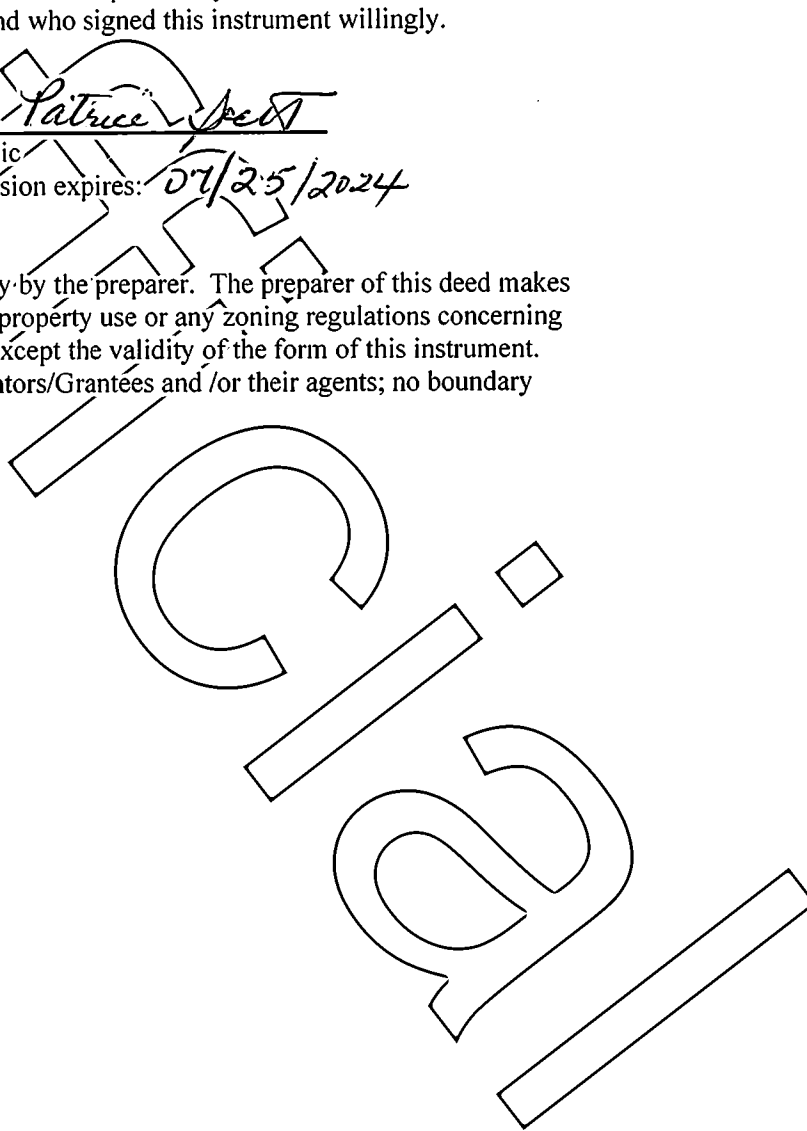 nd who signed this instrument willingly.
Patrice Scott
ic
sion expires: 07/25/2024
y by the preparer. The preparer of this deed makes
property use or any zoning regulations concerning
xcept the validity of the form of this instrument.
ntors/Grantees and /or their agents; no boundary
icial